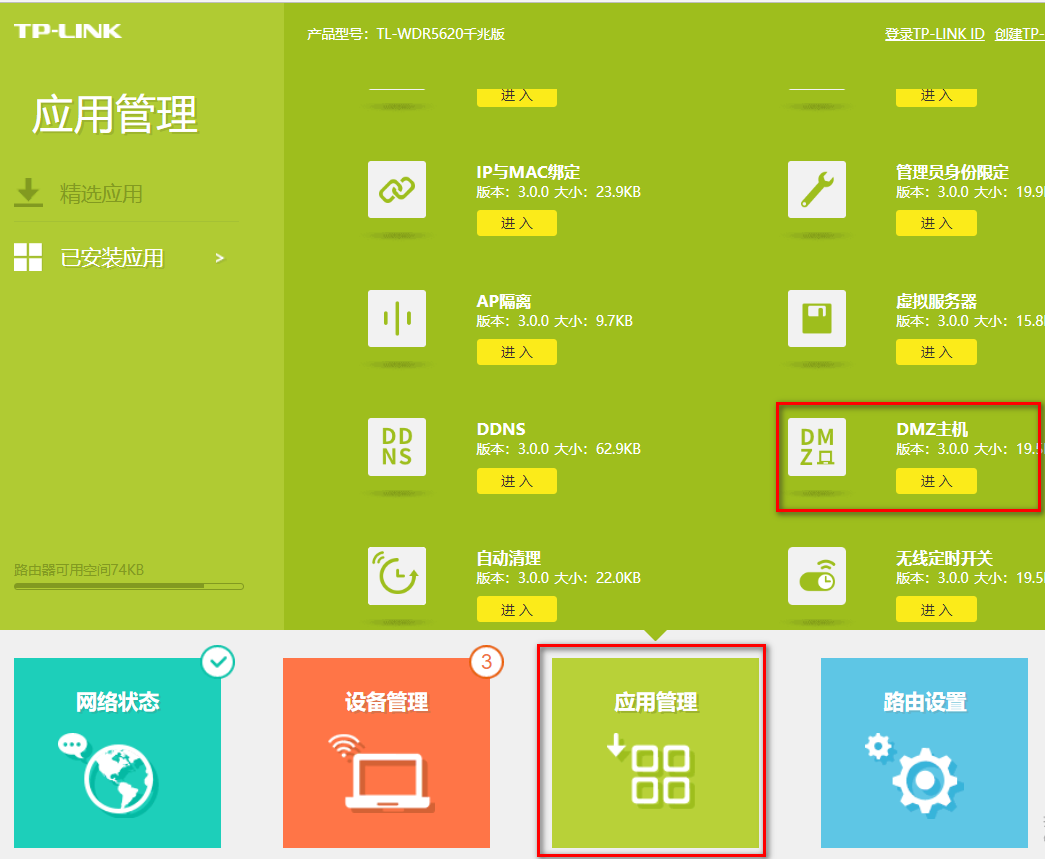 TP-LINK
产品型号：TL-WDR5620千兆版
登录TP-LINK ID 创建TP-
应用管理
精选应用
已安装应用 >
路由器可用空间74KB
进 入
进 入
IP与MAC绑定
版本：3.0.0 大小：23.9KB
进 入
管理员身份限定
版本：3.0.0 大小：19.9
进 入
AP隔离
版本：3.0.0 大小：9.7KB
进 入
虚拟服务器
版本：3.0.0 大小：15.8
进 入
DD
NS
DDNS
版本：3.0.0 大小：62.9KB
进 入
DM
Z
DMZ主机
版本：3.0.0 大小：19.5
进 入
自动清理
版本：3.0.0 大小：22.0KB
进 入
无线定时开关
版本：3.0.0 大小：19.5
进 入
网络状态
3
设备管理
应用管理
路由设置